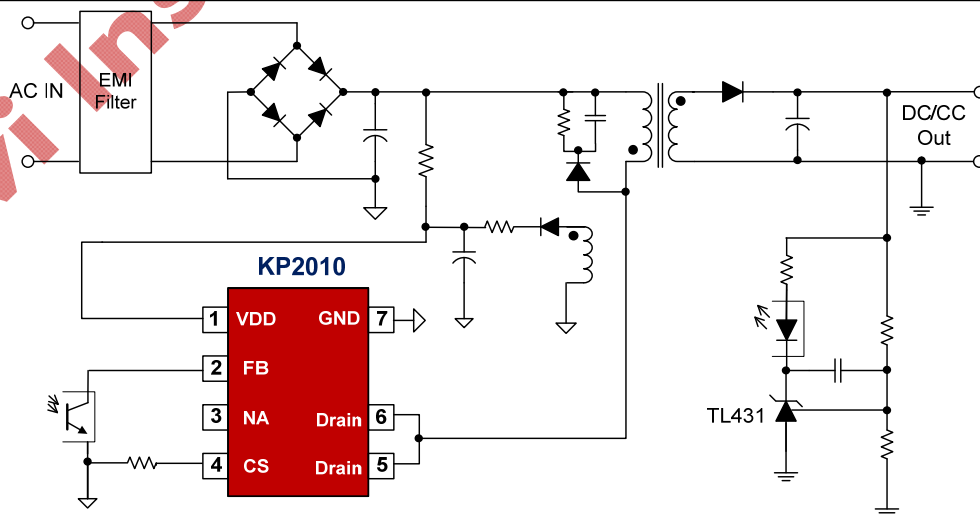 AC IN
EMI
Filter
DC/CC
Out
KP2010
1 VDD
GND 7
2 FB
3 NA
Drain 6
4 CS
Drain 5
TL431